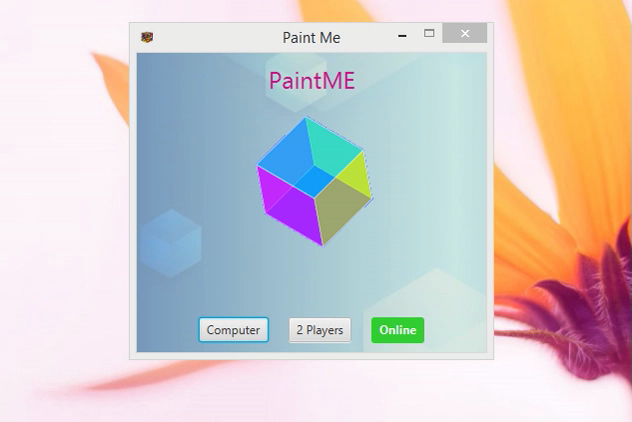 Paint Me
PaintME
Computer
2 Players
Online